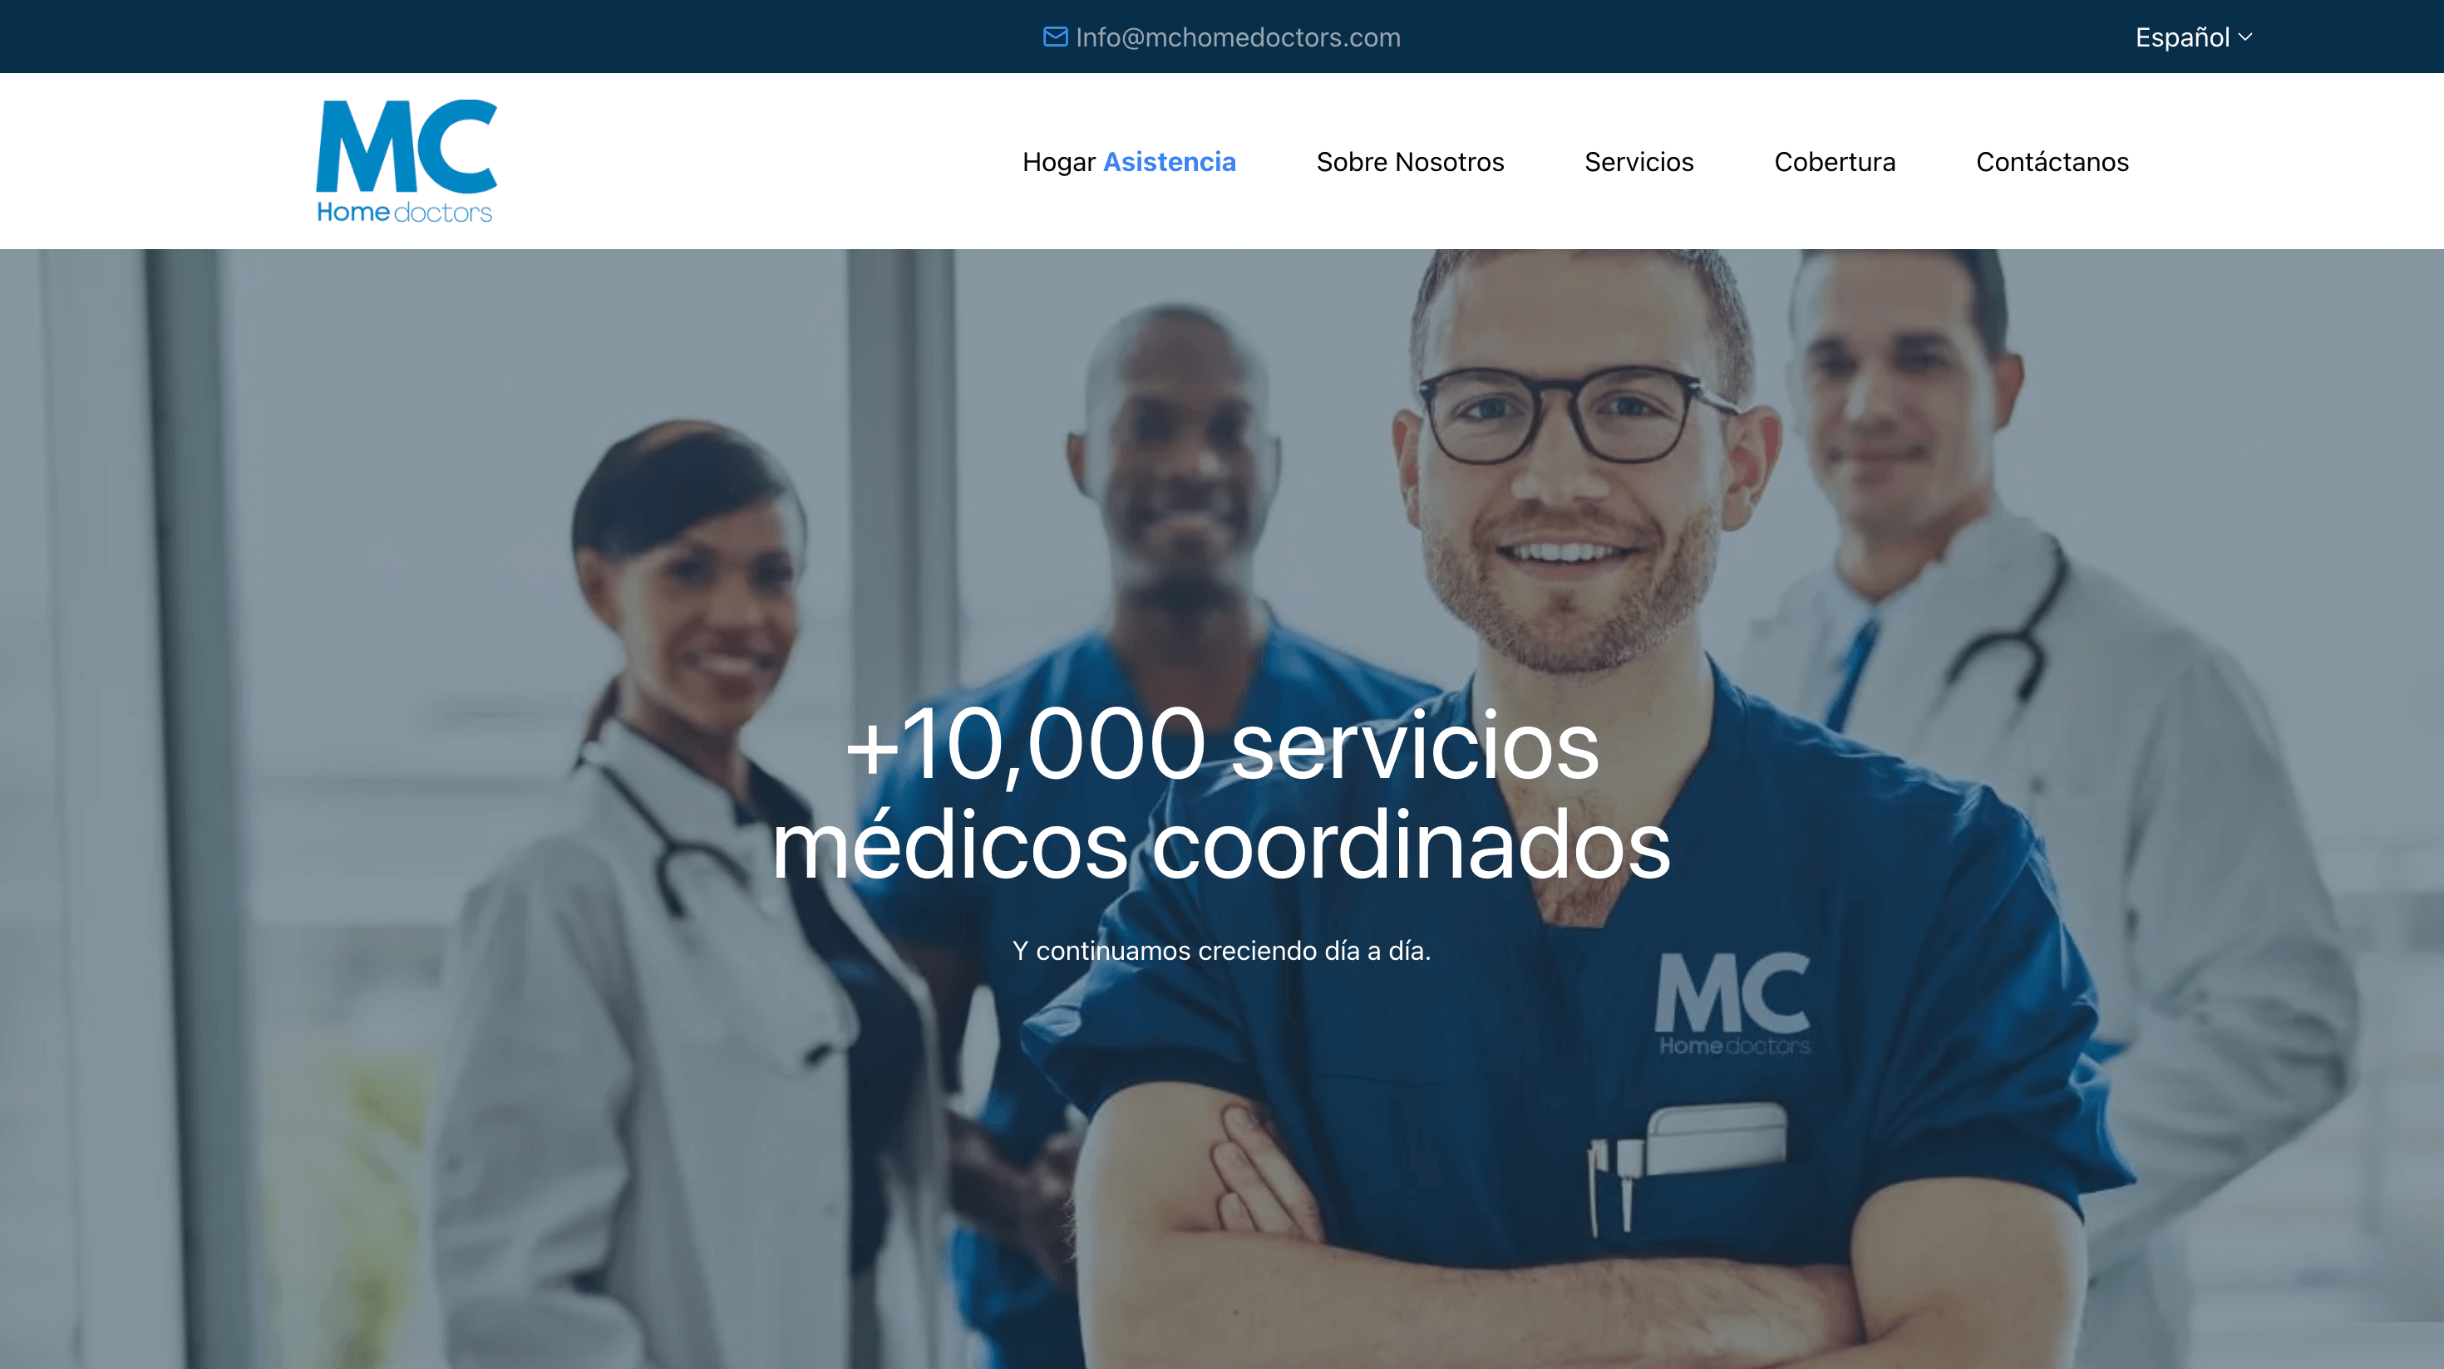 Info@mchomedoctors.com
Español
MC
Home doctors
Hogar Asistencia
Sobre Nosotros
Servicios
Cobertura
Contáctanos
+10,000 servicios
médicos coordinados
Y continuamos creciendo día a día.
MC
Home doctors